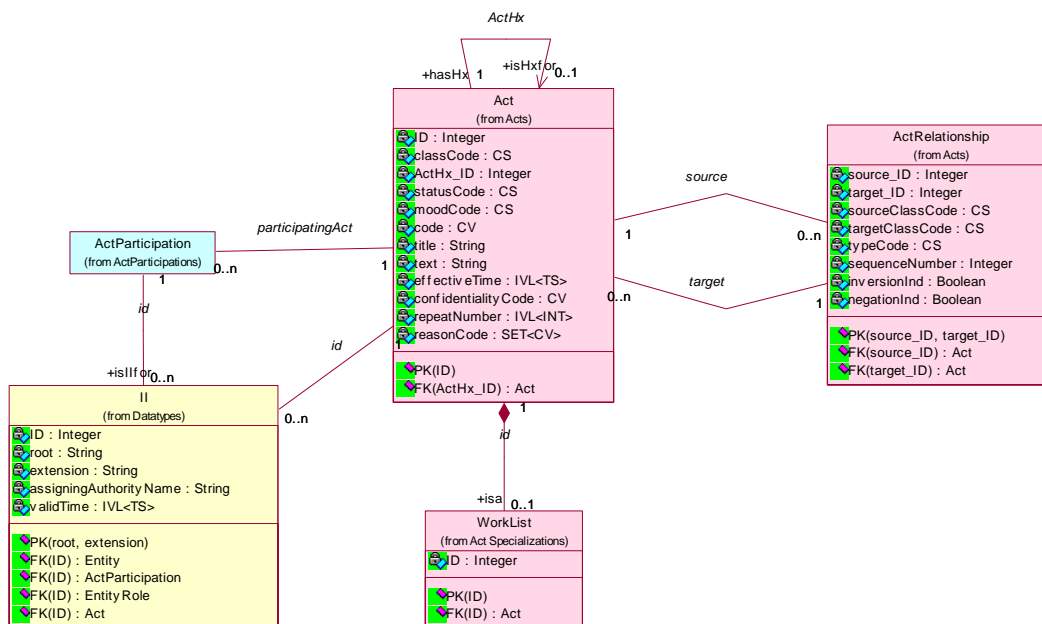 ActHx
+hasHx 1
+isHxfor 0..1
Act
(from Acts)
ID : Integer
classCode : CS
ActHx_ID : Integer
statusCode : CS
moodCode : CS
code : CV
title : String
text : String
effectiveTime : IVL<TS>
confidentialityCode : CV
repeatNumber : IVL<INT>
reasonCode : SET<CV>
PK(ID)
FK(ActHx_ID) : Act
ActRelationship
(from Acts)
source_ID : Integer
target_ID : Integer
sourceClassCode : CS
targetClassCode : CS
typeCode : CS
sequenceNumber : Integer
inversionInd : Boolean
negationInd : Boolean
PK(source_ID, target_ID)
FK(source_ID) : Act
FK(target_ID) : Act
source
1
0..n
target
0..n
1
participatingAct
0..n
1
ActParticipation
(from ActParticipations)
1
id
+isIIfor 0..n
id
1
0..n
II
(from Datatypes)
ID : Integer
root : String
extension : String
assigningAuthorityName : String
validTime : IVL<TS>
PK(root, extension)
FK(ID) : Entity
FK(ID) : ActParticipation
FK(ID) : EntityRole
FK(ID) : Act
1
id
+isa 0..1
WorkList
(from Act Specializations)
ID : Integer
PK(ID)
FK(ID) : Act